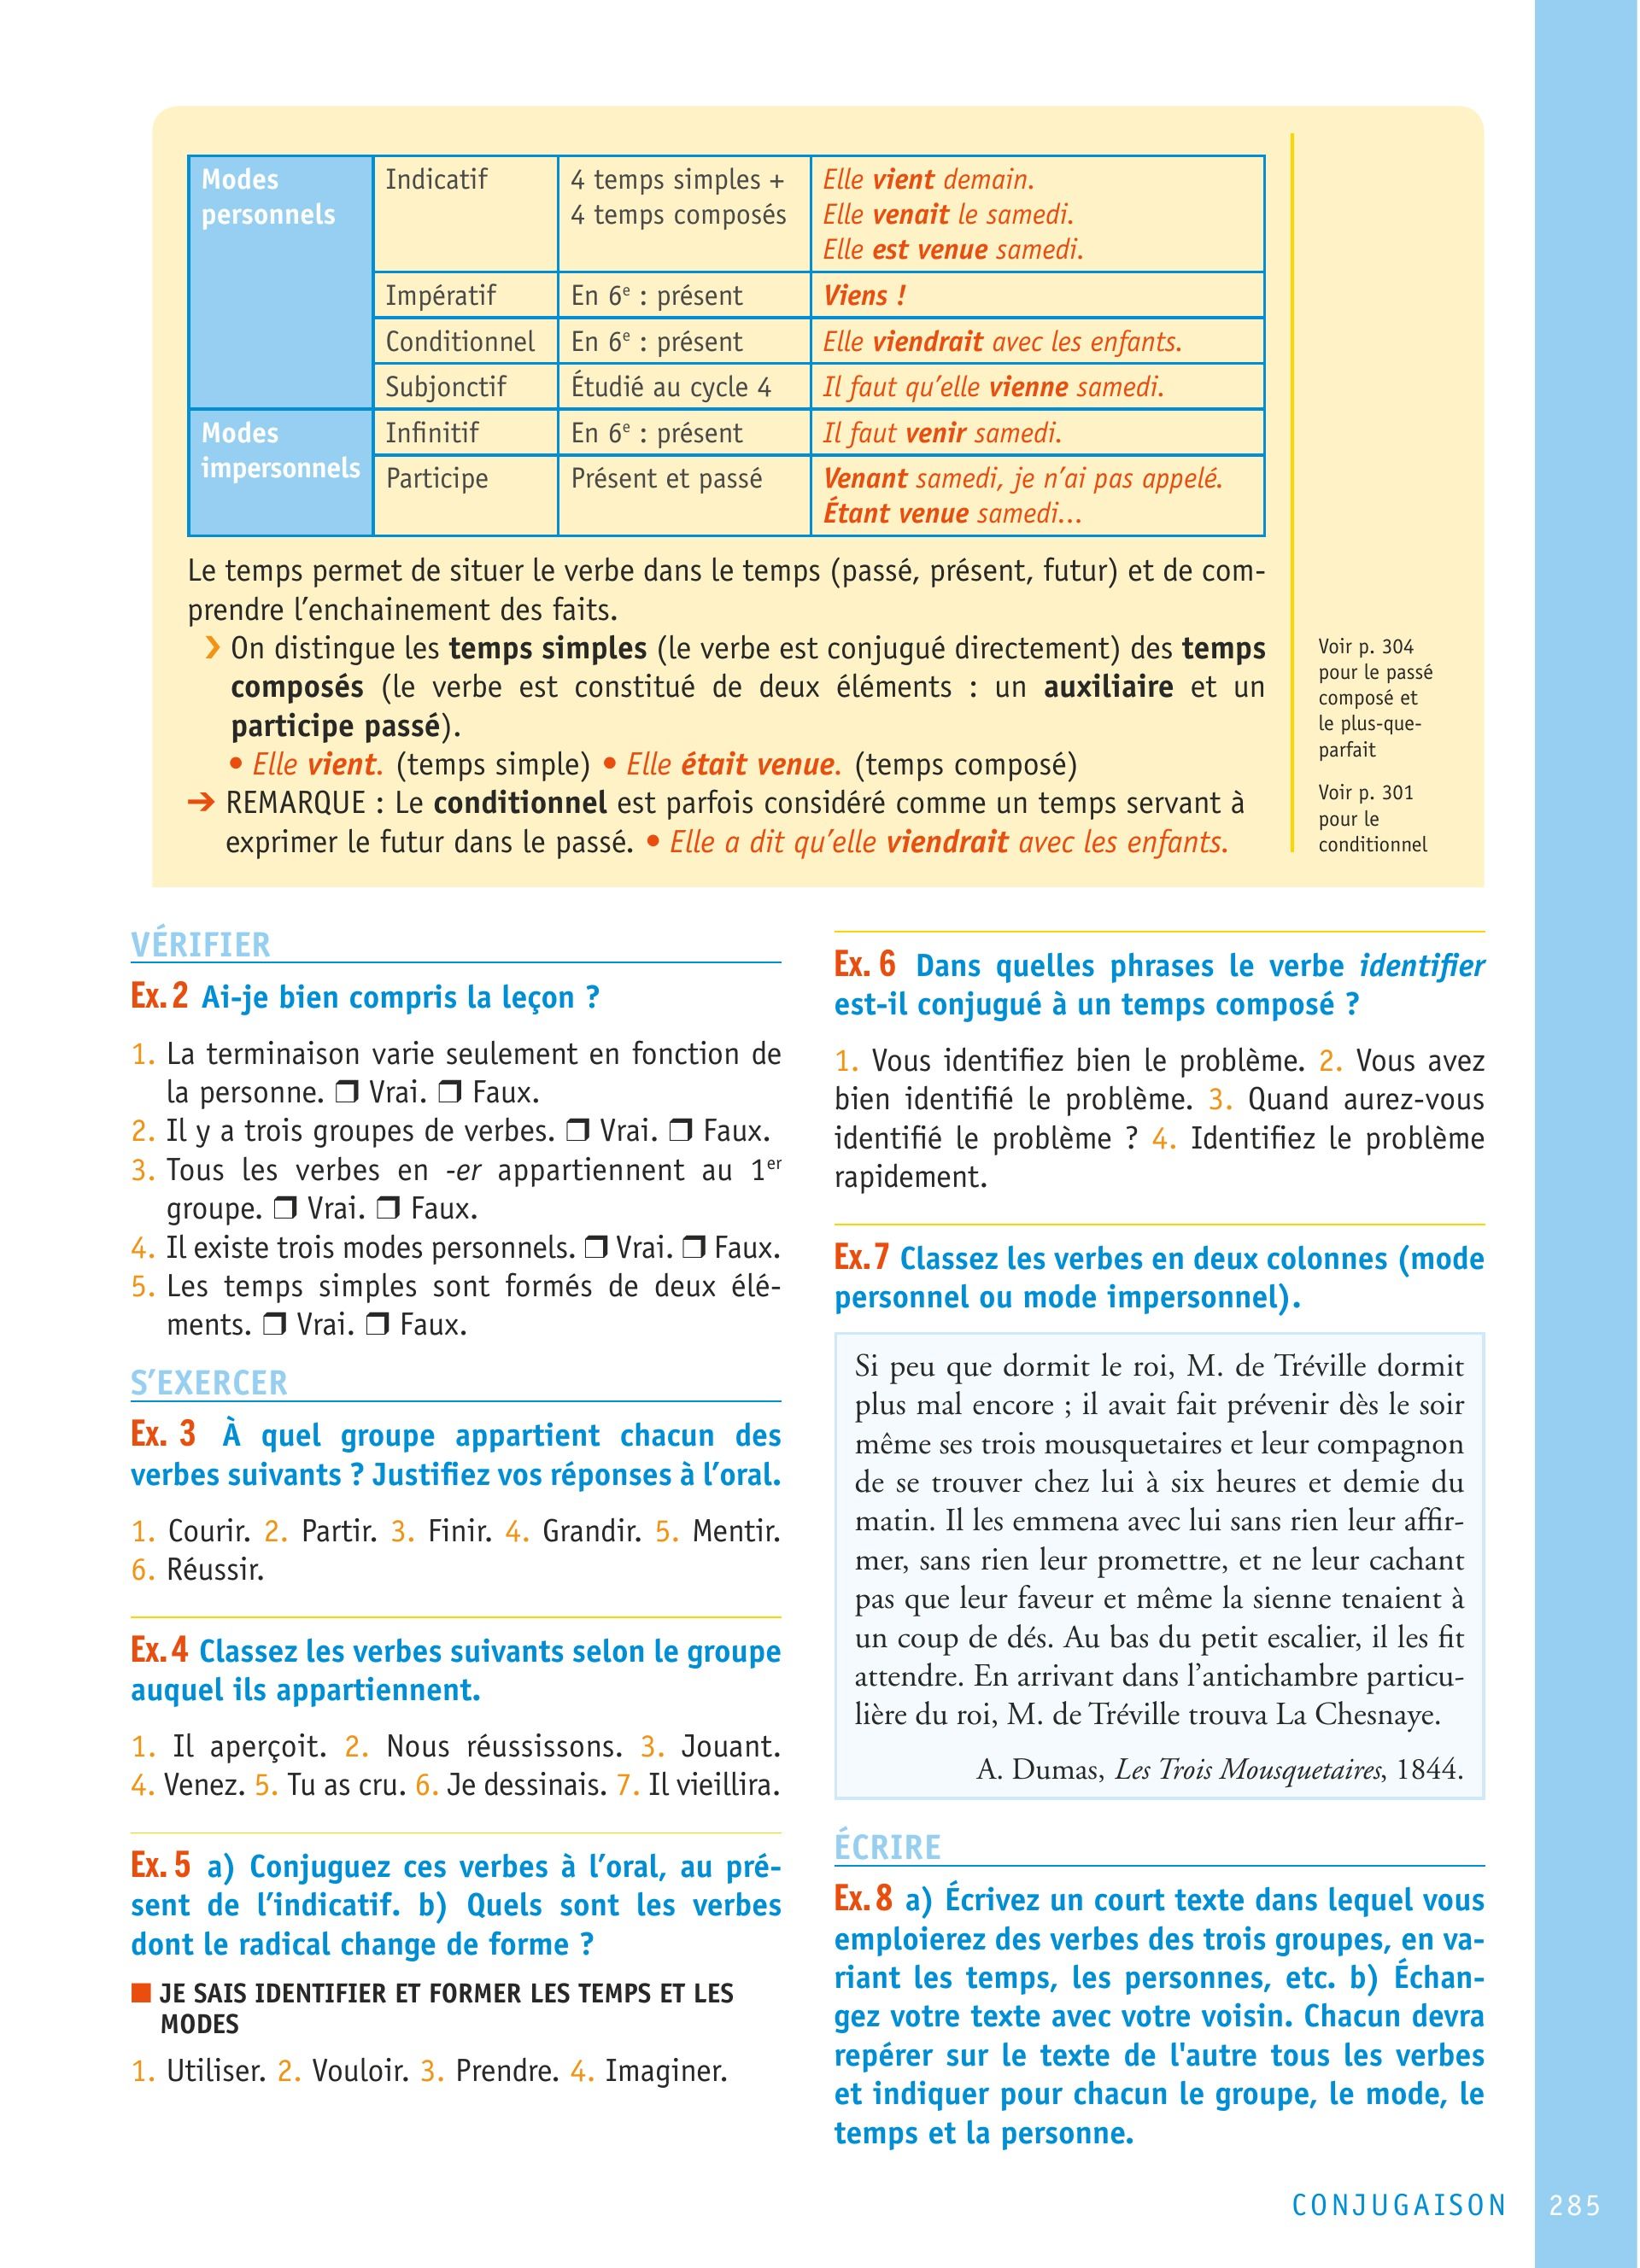 Modes
personnels
Indicatif
4 temps simples +
4 temps composés
Elle vient demain.
Elle venait le samedi.
Elle est venue samedi.
Impératif
En 6e : présent
Viens !
Conditionnel
En 6e : présent
Elle viendrait avec les enfants.
Subjonctif
Étudié au cycle 4
Il faut qu’elle vienne samedi.
Modes
impersonnels
Infinitif
En 6e : présent
Il faut venir samedi.
Participe
Présent et passé
Venant samedi, je n’ai pas appelé.
Étant venue samedi...
Le temps permet de situer le verbe dans le temps (passé, présent, futur) et de com-
prendre l’enchainement des faits.
❯ On distingue les temps simples (le verbe est conjugué directement) des temps
composés (le verbe est constitué de deux éléments : un auxiliaire et un
participe passé).
• Elle vient. (temps simple) • Elle était venue. (temps composé)
➔ REMARQUE : Le conditionnel est parfois considéré comme un temps servant à
exprimer le futur dans le passé. • Elle a dit qu’elle viendrait avec les enfants.
Voir p. 304
pour le passé
composé et
le plus-que-
parfait
Voir p. 301
pour le
conditionnel
VÉRIFIER
Ex. 2 Ai-je bien compris la leçon ?
1. La terminaison varie seulement en fonction de
la personne. ❒ Vrai. ❒ Faux.
2. Il y a trois groupes de verbes. ❒ Vrai. ❒ Faux.
3. Tous les verbes en -er appartiennent au 1er
groupe. ❒ Vrai. ❒ Faux.
4. Il existe trois modes personnels. ❒ Vrai. ❒ Faux.
5. Les temps simples sont formés de deux élé-
ments. ❒ Vrai. ❒ Faux.
S’EXERCER
Ex. 3 À quel groupe appartient chacun des
verbes suivants ? Justifiez vos réponses à l’oral.
1. Courir. 2. Partir. 3. Finir. 4. Grandir. 5. Mentir.
6. Réussir.
Ex. 4 Classez les verbes suivants selon le groupe
auquel ils appartiennent.
1. Il aperçoit. 2. Nous réussissons. 3. Jouant.
4. Venez. 5. Tu as cru. 6. Je dessinais. 7. Il vieillira.
Ex. 5 a) Conjuguez ces verbes à l’oral, au pré-
sent de l’indicatif. b) Quels sont les verbes
dont le radical change de forme ?
■ JE SAIS IDENTIFIER ET FORMER LES TEMPS ET LES
MODES
1. Utiliser. 2. Vouloir. 3. Prendre. 4. Imaginer.
Ex. 6 Dans quelles phrases le verbe identifier
est-il conjugué à un temps composé ?
1. Vous identifiez bien le problème. 2. Vous avez
bien identifié le problème. 3. Quand aurez-vous
identifié le problème ? 4. Identifiez le problème
rapidement.
Ex. 7 Classez les verbes en deux colonnes (mode
personnel ou mode impersonnel).
Si peu que dormit le roi, M. de Tréville dormit
plus mal encore ; il avait fait prévenir dès le soir
même ses trois mousquetaires et leur compagnon
de se trouver chez lui à six heures et demie du
matin. Il les emmena avec lui sans rien leur affir-
mer, sans rien leur promettre, et ne leur cachant
pas que leur faveur et même la sienne tenaient à
un coup de dés. Au bas du petit escalier, il les fit
attendre. En arrivant dans l’antichambre particu-
lière du roi, M. de Tréville trouva La Chesnaye.
A. Dumas, Les Trois Mousquetaires, 1844.
ÉCRIRE
Ex. 8 a) Écrivez un court texte dans lequel vous
emploierez des verbes des trois groupes, en va-
riant les temps, les personnes, etc. b) Échan-
gez votre texte avec votre voisin. Chacun devra
repérer sur le texte de l'autre tous les verbes
et indiquer pour chacun le groupe, le mode, le
temps et la personne.
CONJUGAISON 285